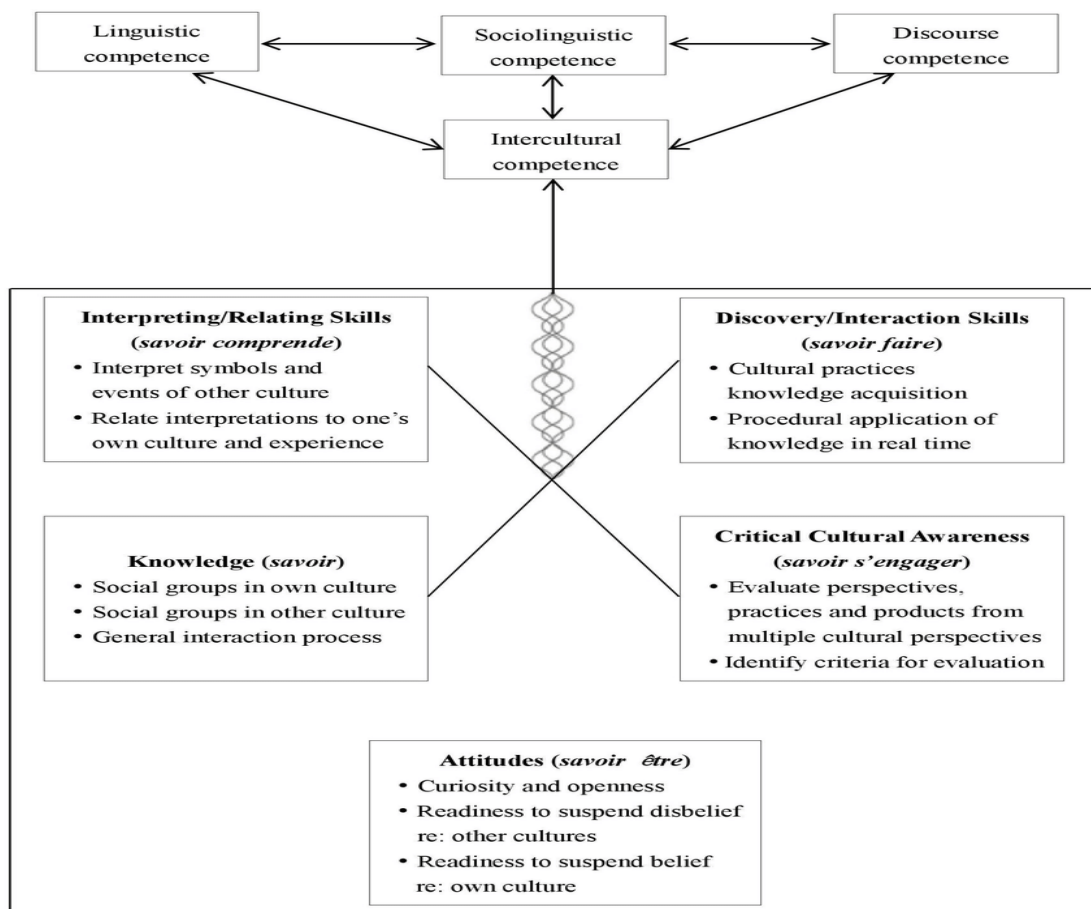 Linguistic
competence
Sociolinguistic
competence
Discourse
competence
Intercultural
competence
Interpreting/Relating Skills
(savoir comprende)
• Interpret symbols and
events of other culture
• Relate interpretations to one’s
own culture and experience
Discovery/Interaction Skills
(savoir faire)
• Cultural practices
knowledge acquisition
• Procedural application of
knowledge in real time
Knowledge (savoir)
• Social groups in own culture
• Social groups in other culture
• General interaction process
Critical Cultural Awareness
(savoir s’engager)
• Evaluate perspectives,
practices and products from
multiple cultural perspectives
• Identify criteria for evaluation
Attitudes (savoir être)
• Curiosity and openness
• Readiness to suspend disbelief
re: other cultures
• Readiness to suspend belief
re: own culture